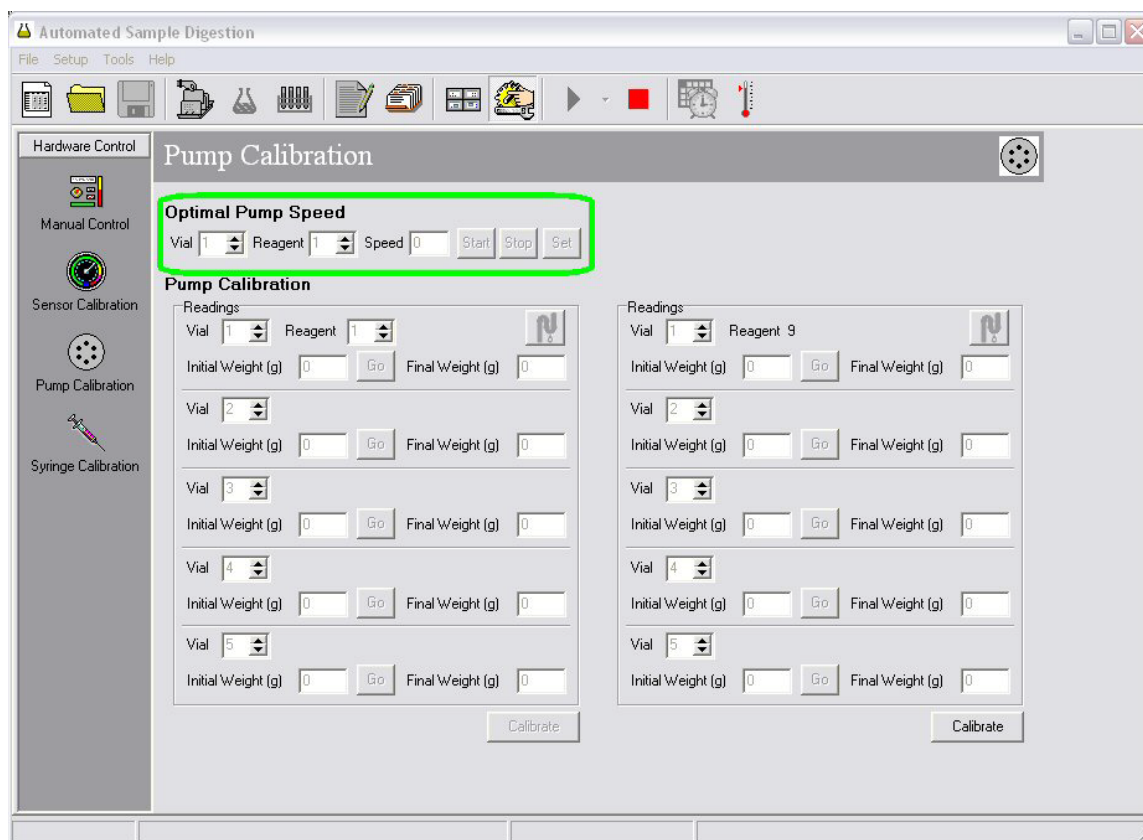 Automated Sample Digestion
File Setup Tools Help
Hardware Control
Manual Control
Sensor Calibration
Pump Calibration
Syringe Calibration
Pump Calibration
Optimal Pump Speed
Vial 1 Reagent 1 Speed 0 Start Stop Set
Pump Calibration
Readings
Vial 1 Reagent 1
Initial Weight (g) 0 Go Final Weight (g) 0
Vial 2
Initial Weight (g) 0 Go Final Weight (g) 0
Vial 3
Initial Weight (g) 0 Go Final Weight (g) 0
Vial 4
Initial Weight (g) 0 Go Final Weight (g) 0
Vial 5
Initial Weight (g) 0 Go Final Weight (g) 0
Calibrate
Readings
Vial 1 Reagent 9
Initial Weight (g) 0 Go Final Weight (g) 0
Vial 2
Initial Weight (g) 0 Go Final Weight (g) 0
Vial 3
Initial Weight (g) 0 Go Final Weight (g) 0
Vial 4
Initial Weight (g) 0 Go Final Weight (g) 0
Vial 5
Initial Weight (g) 0 Go Final Weight (g) 0
Calibrate